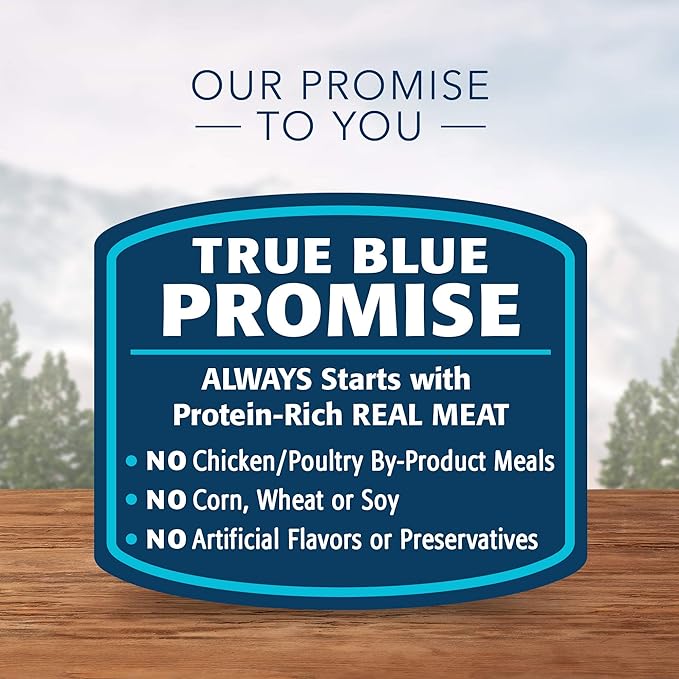 OUR PROMISE
TO YOU
TRUE BLUE
PROMISE
ALWAYS Starts with
Protein-Rich REAL MEAT
• NO Chicken/Poultry By-Product Meals
• NO Corn, Wheat or Soy
• NO Artificial Flavors or Preservatives